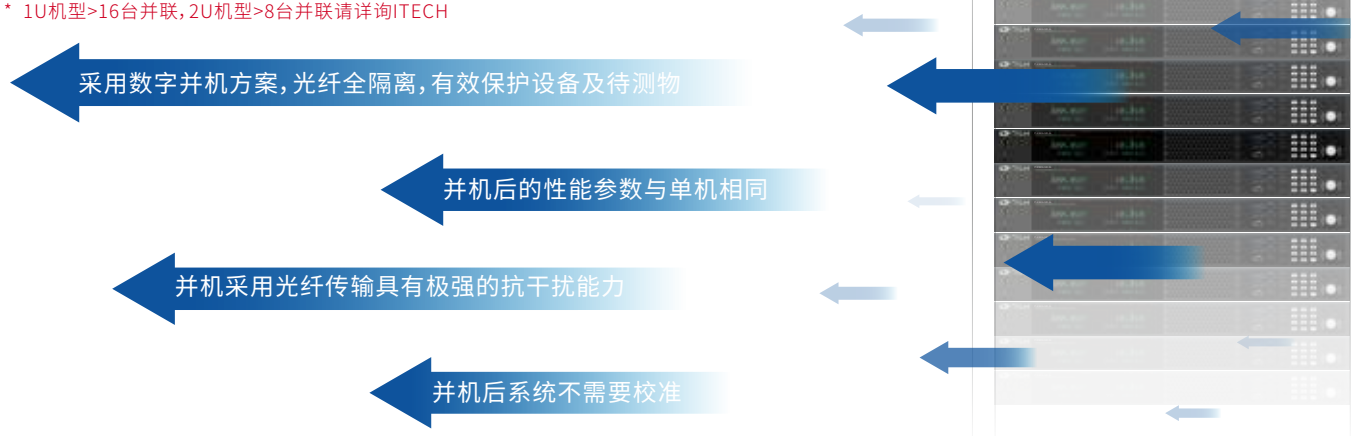 * 1U机型>16台并联，2U机型>8台并联请详询ITECH
采用数字并机方案，光纤全隔离，有效保护设备及待测物
并机后的性能参数与单机相同
并机采用光纤传输具有极强的抗干扰能力
并机后系统不需要校准